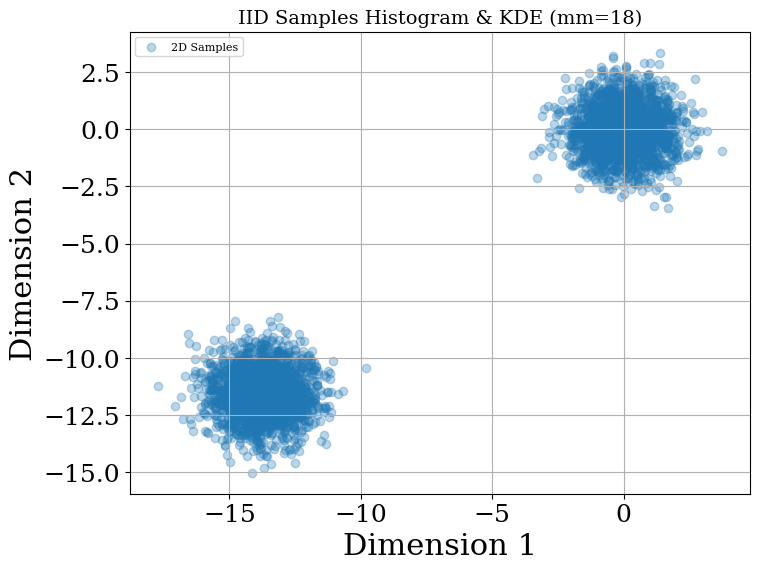 IID Samples Histogram & KDE (mm=18)
2D Samples
2.5
0.0
−2.5
−5.0
−7.5
−10.0
−12.5
−15.0
Dimension 2
−15 −10 −5 0
Dimension 1